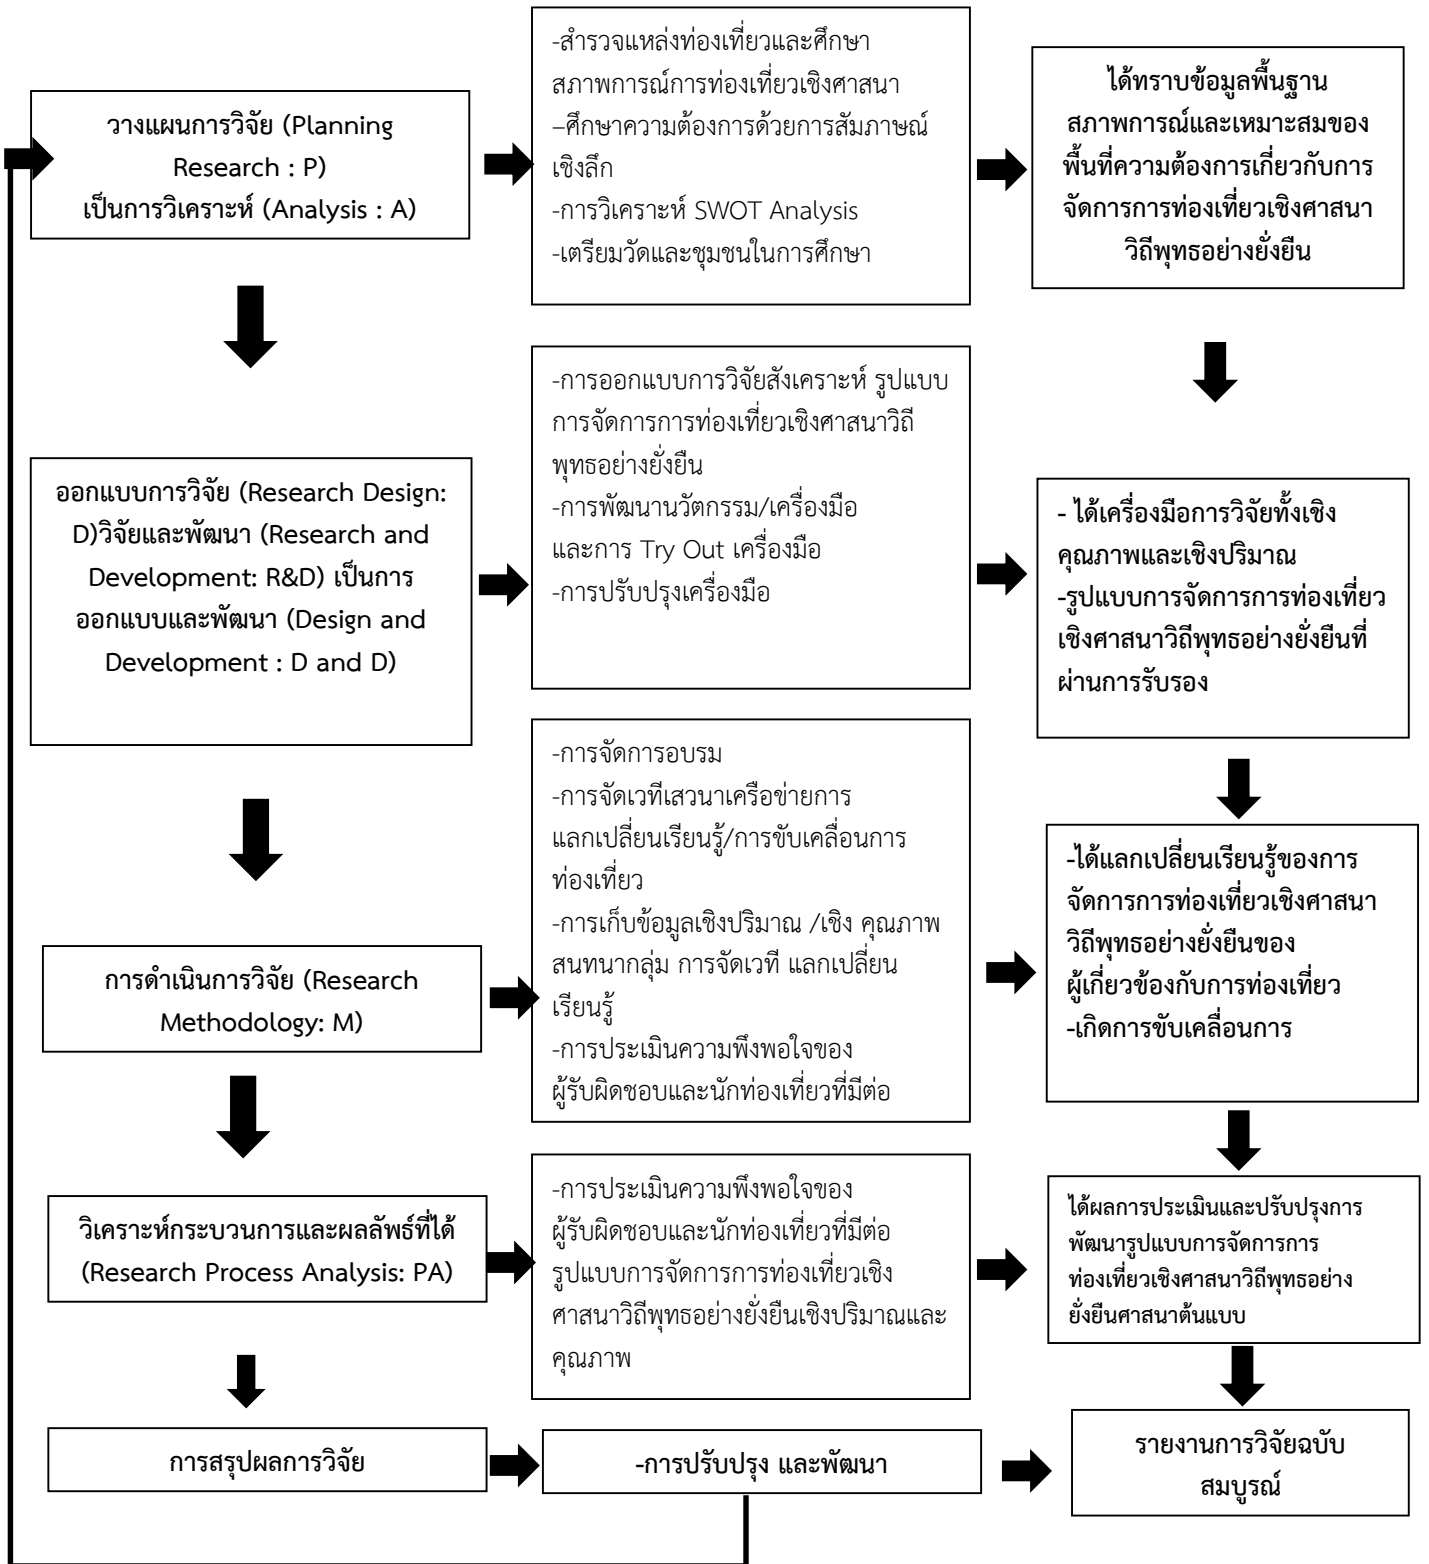 วางแผนการวิจัย (Planning
Research : P)
เป็นการวิเคราะห์ (Analysis : A)
-สำรวจแหล่งท่องเที่ยวและศึกษา
สภาพการณ์การท่องเที่ยวเชิงศาสนา
–ศึกษาความต้องการด้วยการสัมภาษณ์
เชิงลึก
-การวิเคราะห์ SWOT Analysis
-เตรียมวัดและชุมชนในการศึกษา
ได้ทราบข้อมูลพื้นฐาน
สภาพการณ์และเหมาะสมของ
พื้นที่ความต้องการเกี่ยวกับการ
จัดการการท่องเที่ยวเชิงศาสนา
วิถีพุทธอย่างยั่งยืน
ออกแบบการวิจัย (Research Design:
D)วิจัยและพัฒนา (Research and
Development: R&D) เป็นการ
ออกแบบและพัฒนา (Design and
Development : D and D)
-การออกแบบการวิจัยสังเคราะห์ รูปแบบ
การจัดการการท่องเที่ยวเชิงศาสนาวิถี
พุทธอย่างยั่งยืน
-การพัฒนานวัตกรรม/เครื่องมือ
และการ Try Out เครื่องมือ
-การปรับปรุงเครื่องมือ
- ได้เครื่องมือการวิจัยทั้งเชิง
คุณภาพและเชิงปริมาณ
-รูปแบบการจัดการการท่องเที่ยว
เชิงศาสนาวิถีพุทธอย่างยั่งยืนที่
ผ่านการรับรอง
การดำเนินการวิจัย (Research
Methodology: M)
-การจัดการอบรม
-การจัดเวทีเสวนาเครือข่ายการ
แลกเปลี่ยนเรียนรู้/การขับเคลื่อนการ
ท่องเที่ยว
-การเก็บข้อมูลเชิงปริมาณ /เชิง คุณภาพ
สนทนากลุ่ม การจัดเวที แลกเปลี่ยน
เรียนรู้
-การประเมินความพึงพอใจของ
ผู้รับผิดชอบและนักท่องเที่ยวที่มีต่อ
-ได้แลกเปลี่ยนเรียนรู้ของการ
จัดการการท่องเที่ยวเชิงศาสนา
วิถีพุทธอย่างยั่งยืนของ
ผู้เกี่ยวข้องกับการท่องเที่ยว
-เกิดการขับเคลื่อนการ
วิเคราะห์กระบวนการและผลลัพธ์ที่ได้
(Research Process Analysis: PA)
-การประเมินความพึงพอใจของ
ผู้รับผิดชอบและนักท่องเที่ยวที่มีต่อ
รูปแบบการจัดการการท่องเที่ยวเชิง
ศาสนาวิถีพุทธอย่างยั่งยืนเชิงปริมาณและ
คุณภาพ
ได้ผลการประเมินและปรับปรุงการ
พัฒนารูปแบบการจัดการการ
ท่องเที่ยวเชิงศาสนาวิถีพุทธอย่าง
ยั่งยืนศาสนาต้นแบบ
การสรุปผลการวิจัย
-การปรับปรุง และพัฒนา
รายงานการวิจัยฉบับ
สมบูรณ์